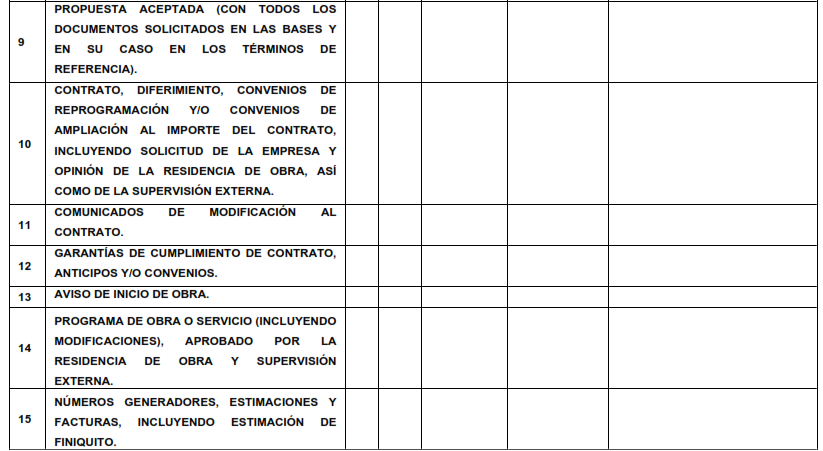 PROPUESTA ACEPTADA (CON TODOS LOS
DOCUMENTOS SOLICITADOS EN LAS BASES Y
9
EN SU CASO EN LOS TÉRMINOS DE
REFERENCIA).
CONTRATO, DIFERIMIENTO, CONVENIOS DE
REPROGRAMACIÓN Y/O CONVENIOS DE
AMPLIACIÓN AL IMPORTE DEL CONTRATO,
10
INCLUYENDO SOLICITUD DE LA EMPRESA Y
OPINIÓN DE LA RESIDENCIA DE OBRA, ASÍ
COMO DE LA SUPERVISIÓN EXTERNA.
COMUNICADOS DE MODIFICACIÓN AL
11
CONTRATO.
GARANTÍAS DE CUMPLIMIENTO DE CONTRATO,
12
ANTICIPOS Y/O CONVENIOS.
13 AVISO DE INICIO DE OBRA.
PROGRAMA DE OBRA O SERVICIO (INCLUYENDO
MODIFICACIONES), APROBADO POR LA
14
RESIDENCIA DE OBRA Y SUPERVISIÓN
EXTERNA.
NÚMEROS GENERADORES, ESTIMACIONES Y
15 FACTURAS, INCLUYENDO ESTIMACIÓN DE
FINIQUITO.